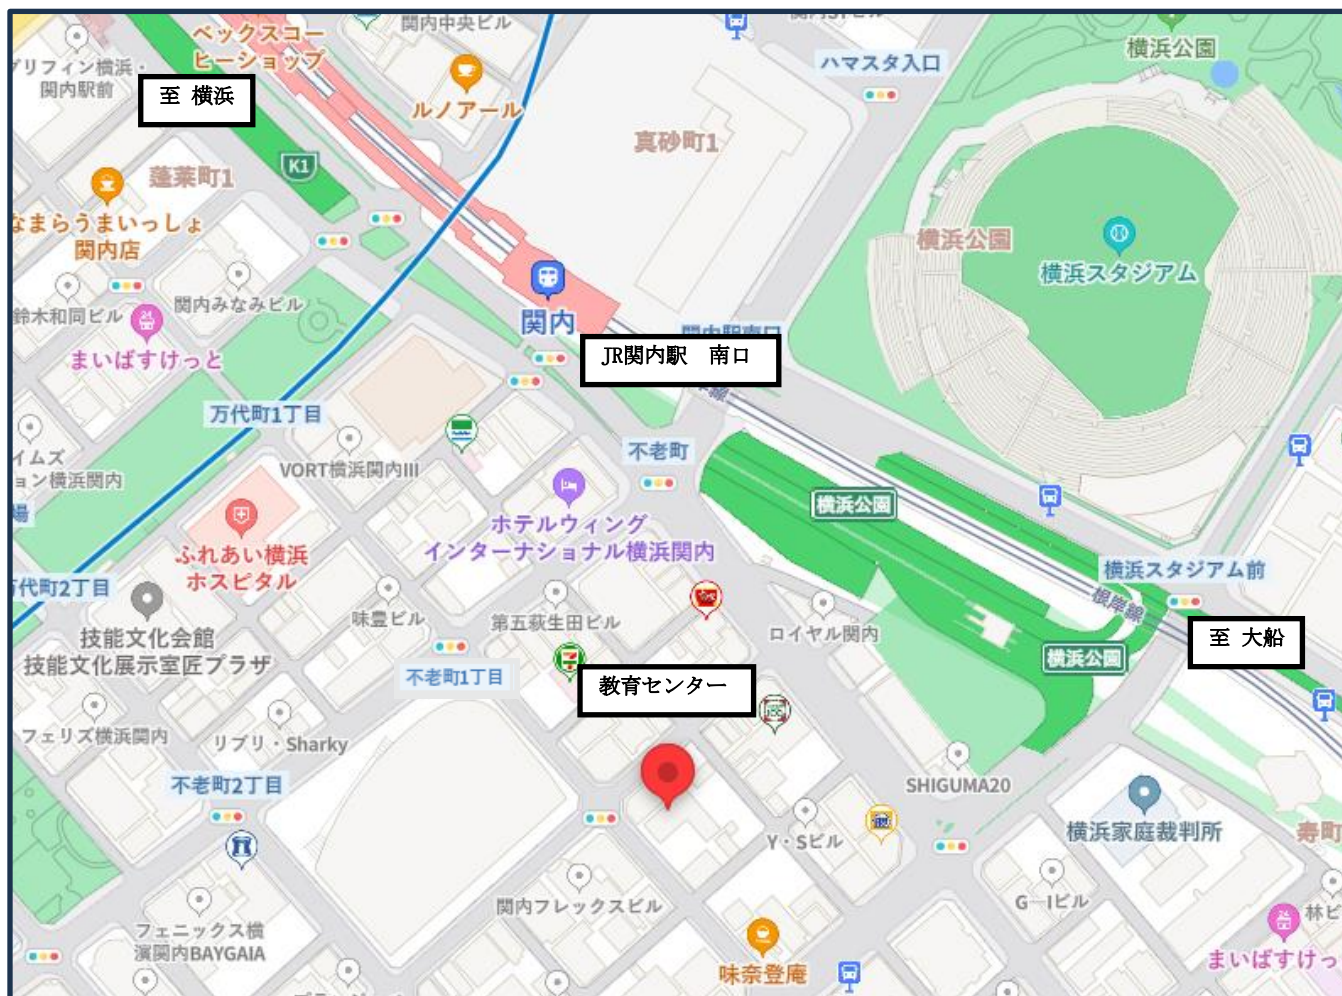 ベックスコー
ヒーショップ
関内中央ビル
横浜公園
ハマスタ入口
グリフィン横浜・
関内駅前
至 横浜
ルノアール
真砂町1
K1
蓬莱町1
なまらうまいっしょ
関内店
横浜公園
横浜スタジアム
関内みなみビル
鈴木和同ビル
まいばすけっと
関内
JR関内駅 南口
万代町1丁目
不老町
VORT横浜関内III
イムズ
ョン横浜関内
横浜公園
ホテルウィング
インターナショナル横浜関内
ふれあい横浜
ホスピタル
万代町2丁目
横浜スタジアム前
根岸線
技能文化会館
技能文化展示室匠プラザ
味豊ビル
第五荻生田ビル
ロイヤル関内
至 大船
横浜公園
不老町1丁目
教育センター
フェリズ横浜関内
リブリ・Sharky
不老町2丁目
SHIGUMA20
横浜家庭裁判所
寿町
Y・Sビル
関内フレックスビル
G−Iビル
林ビ
フェニックス横
濱関内BAYGAIA
味奈登庵
まいばすけっ